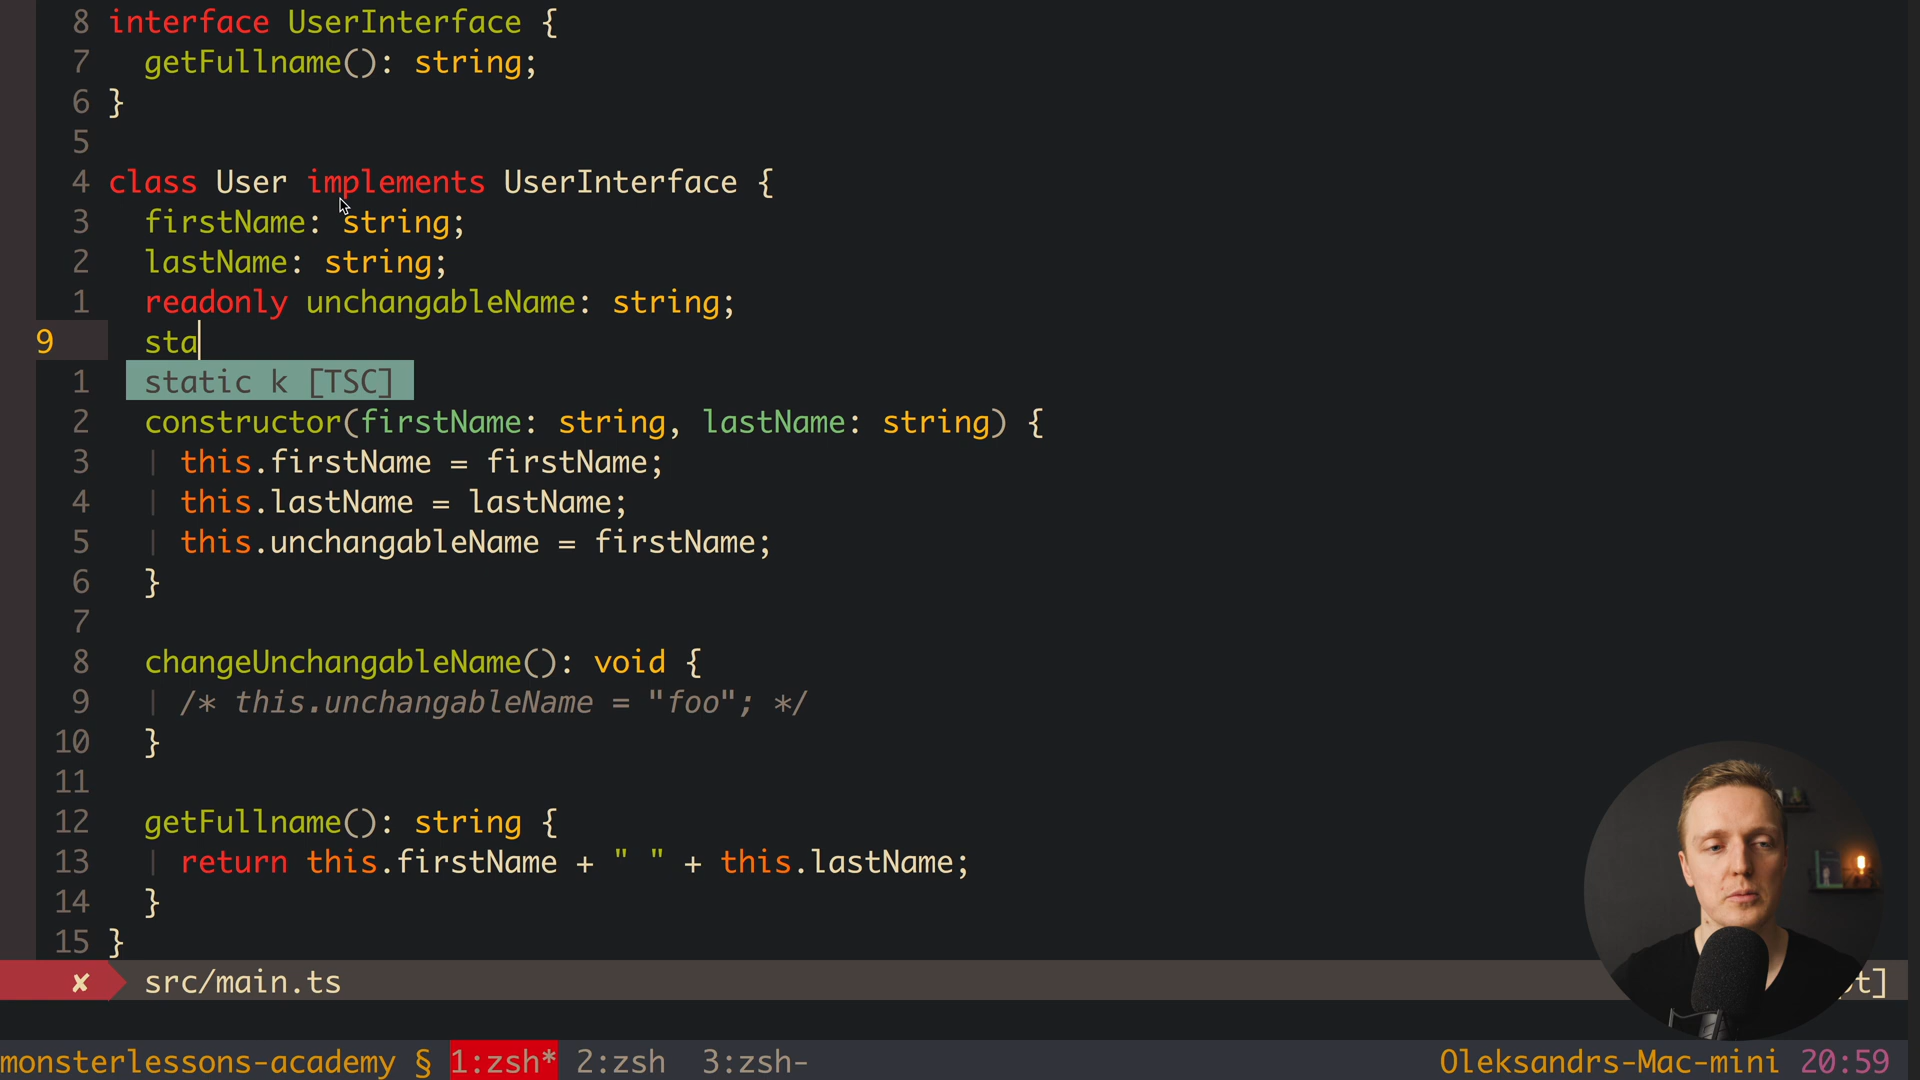 8 interface UserInterface {
7 getFullname(): string;
6 }
5
4 class User implements UserInterface {
3 firstName: string;
2 lastName: string;
1 readonly unchangableName: string;
9 sta
1 static k [TSC]
2 constructor(firstName: string, lastName: string) {
3 this.firstName = firstName;
4 this.lastName = lastName;
5 this.unchangableName = firstName;
6 }
7
8 changeUnchangableName(): void {
9 /* this.unchangableName = "foo"; */
10 }
11
12 getFullname(): string {
13 return this.firstName + " " + this.lastName;
14 }
15 }
✘ src/main.ts
monsterlessons-academy § 1:zsh* 2:zsh 3:zsh- Oleksandrs-Mac-mini 20:59